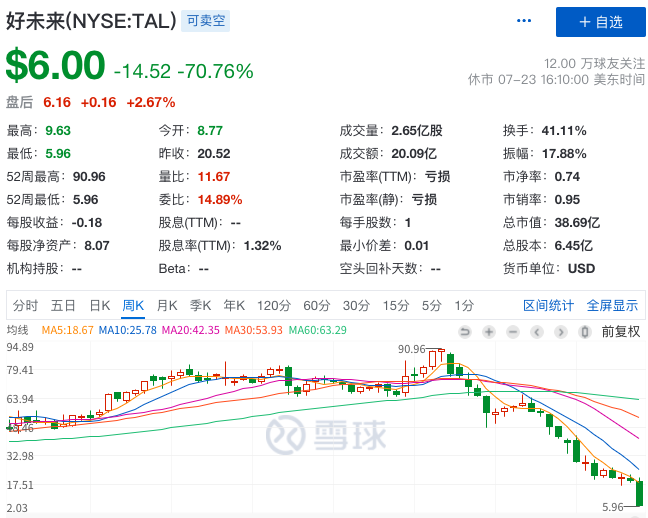 好未来(NYSE:TAL) 可卖空 ··· + 自选
$6.00 -14.52 -70.76% 12.00 万球友关注
休市 07-23 16:10:00 美东时间
盘后 6.16 +0.16 +2.67%
最高：9.63 今开：8.77 成交量：2.65亿股 换手：41.11%
最低：5.96 昨收：20.52 成交额：20.09亿 振幅：17.88%
52周最高：90.96 量比：11.67 市盈率(TTM)：亏损 市净率：0.74
52周最低：5.96 委比：14.89% 市盈率(静)：亏损 市销率：0.95
每股收益：-0.18 股息(TTM)：-- 每手股数：1 总市值：38.69亿
每股净资产：8.07 股息率(TTM)：1.32% 最小价差：0.01 总股本：6.45亿
机构持股：-- Beta：-- 空头回补天数：-- 货币单位：USD
分时 五日 日K 周K 月K 季K 年K 120分 60分 30分 15分 5分 1分 区间统计 全屏显示
均线 MA5:18.67 MA10:25.78 MA20:42.35 MA30:53.93 MA60:63.29 前复权
94.89
90.96
79.41
63.94
48.46
雪球
32.98
17.51
5.96
2.03